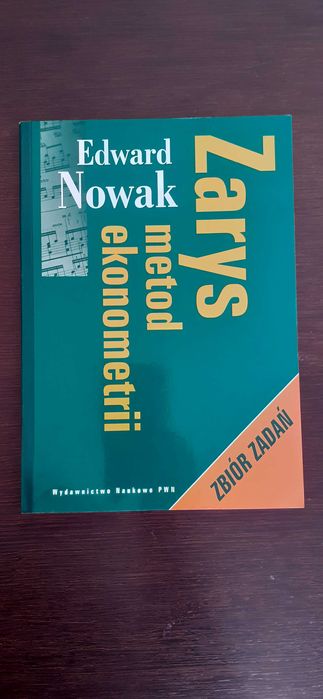 Edward
Nowak
Zarys
metod
ekonometrii
ZBIÓR ZADAŃ
Wydawnictwo Naukowe PWN